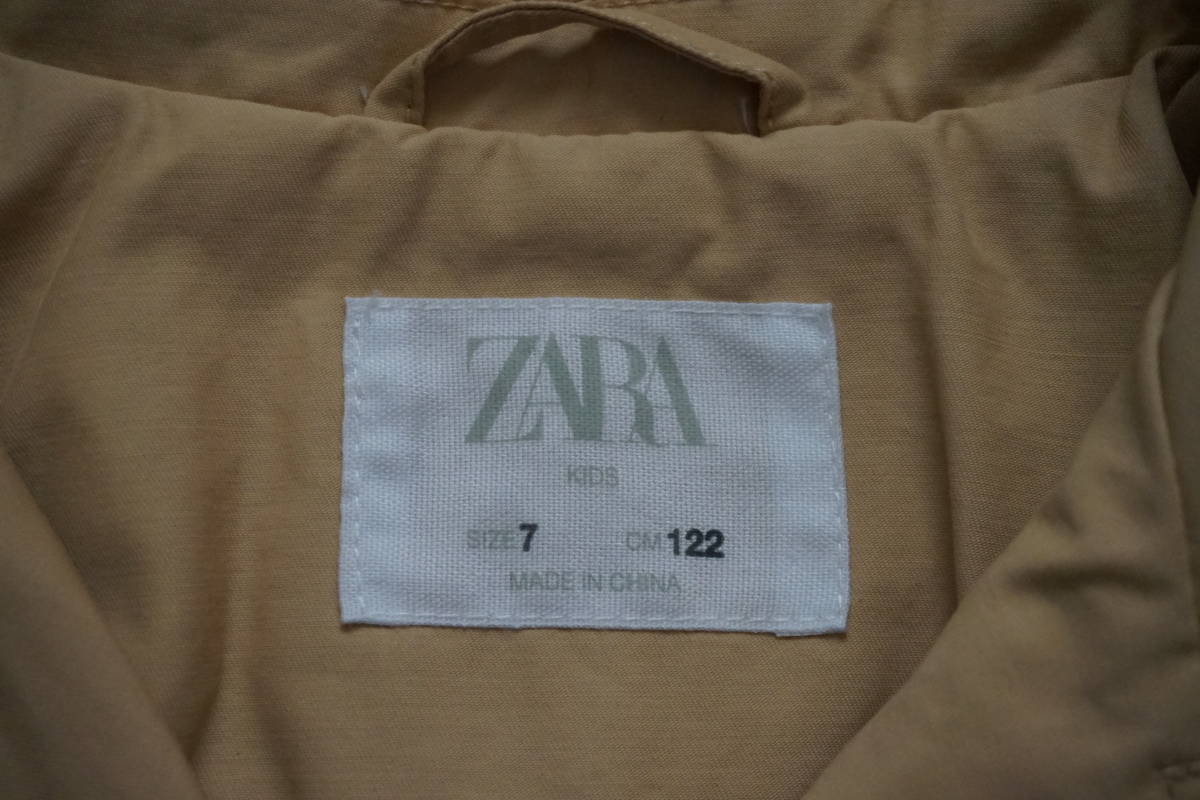 ZARA
KIDS
SIZE 7 CM 122
MADE IN CHINA